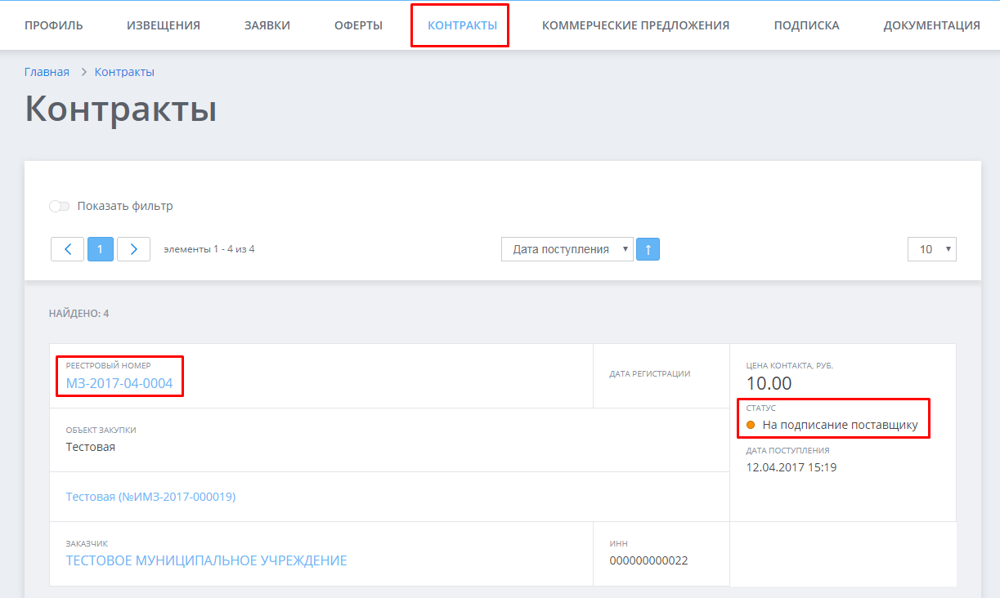 ПРОФИЛЬ ИЗВЕЩЕНИЯ ЗАЯВКИ ОФЕРТЫ КОНТРАКТЫ КОММЕРЧЕСКИЕ ПРЕДЛОЖЕНИЯ ПОДПИСКА ДОКУМЕНТАЦИЯ
Главная > Контракты
Контракты
Показать фильтр
1 элементы 1 - 4 из 4 Дата поступления ↑ 10
НАЙДЕНО: 4
РЕЕСТРОВЫЙ НОМЕР
МЗ-2017-04-0004
ДАТА РЕГИСТРАЦИИ
ЦЕНА КОНТАКТА, РУБ.
10.00
СТАТУС
На подписание поставщику
ДАТА ПОСТУПЛЕНИЯ
12.04.2017 15:19
ОБЪЕКТ ЗАКУПКИ
Тестовая
Тестовая (№ИМЗ-2017-000019)
ЗАКАЗЧИК
ТЕСТОВОЕ МУНИЦИПАЛЬНОЕ УЧРЕЖДЕНИЕ
ИНН
000000000022